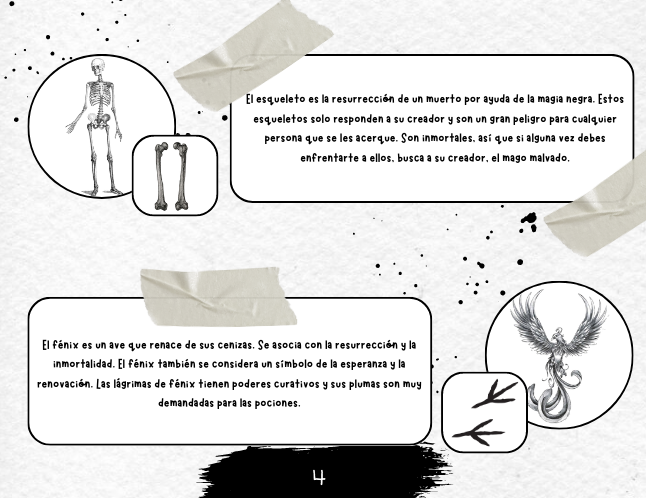 El esqueleto es la resurrección de un muerto por ayuda de la magia negra. Estos
esqueletos solo responden a su creador y son un gran peligro para cualquier
persona que se les acerque. Son inmortales, así que si alguna vez debes
enfrentarte a ellos, busca a su creador, el mago malvado.
El fénix es un ave que renace de sus cenizas. Se asocia con la resurrección y la
inmortalidad. El fénix también se considera un símbolo de la esperanza y la
renovación. Las lágrimas de fénix tienen poderes curativos y sus plumas son muy
demandadas para las pociones.
4